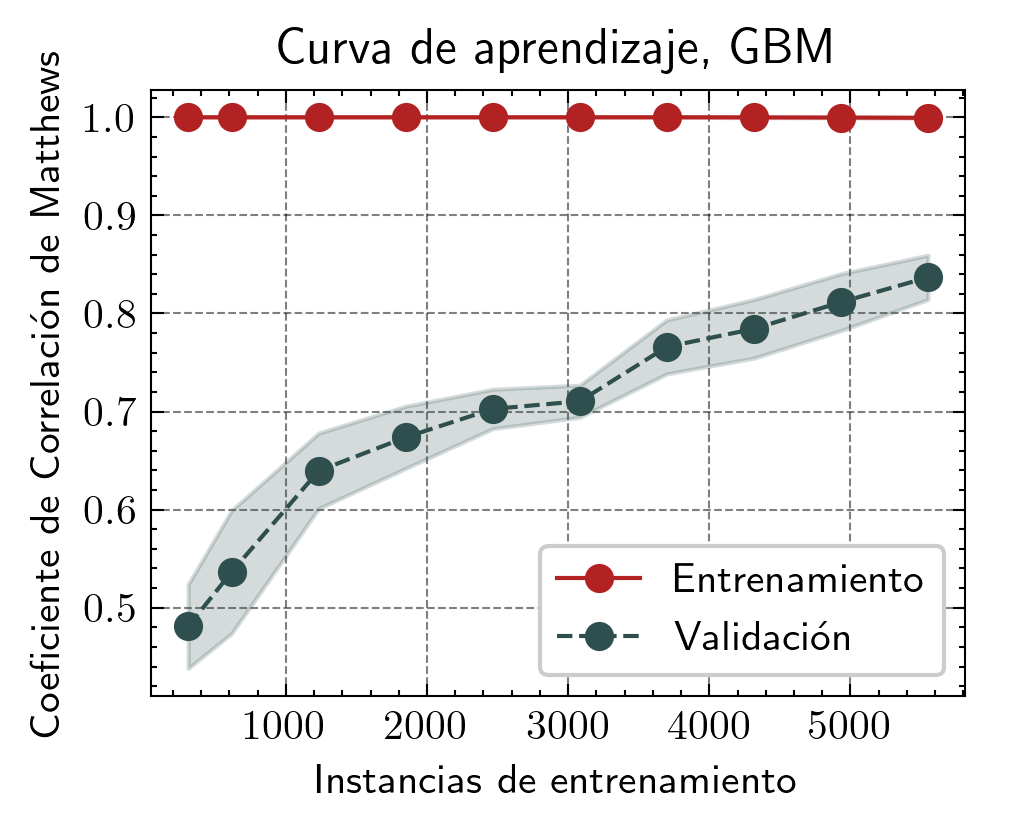 Curva de aprendizaje, GBM
Coeficiente de Correlación de Matthews
1.0
0.9
0.8
0.7
0.6
0.5
Entrenamiento
Validación
1000 2000 3000 4000 5000
Instancias de entrenamiento